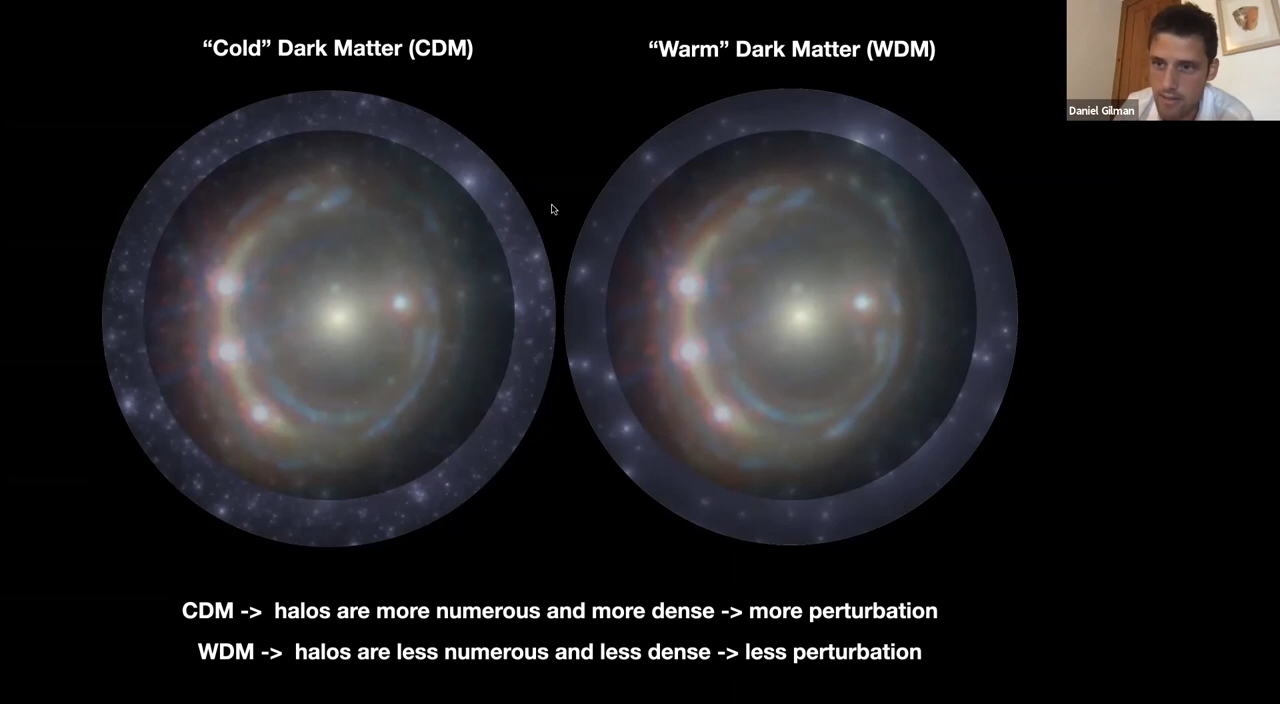 “Cold” Dark Matter (CDM)
“Warm” Dark Matter (WDM)
Daniel Gilman
CDM -> halos are more numerous and more dense -> more perturbation
WDM -> halos are less numerous and less dense -> less perturbation